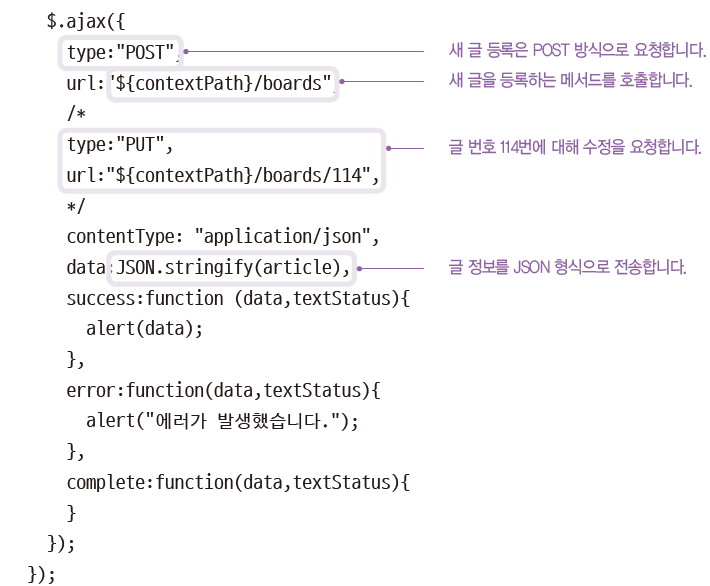 $.ajax({
type:"POST", 새 글 등록은 POST 방식으로 요청합니다.
url:"${contextPath}/boards", 새 글을 등록하는 메서드를 호출합니다.
/*
type:"PUT", 글 번호 114번에 대해 수정을 요청합니다.
url:"${contextPath}/boards/114",
*/
contentType: "application/json",
data:JSON.stringify(article), 글 정보를 JSON 형식으로 전송합니다.
success:function (data,textStatus){
alert(data);
},
error:function(data,textStatus){
alert("에러가 발생했습니다.");
},
complete:function(data,textStatus){
}
});
});